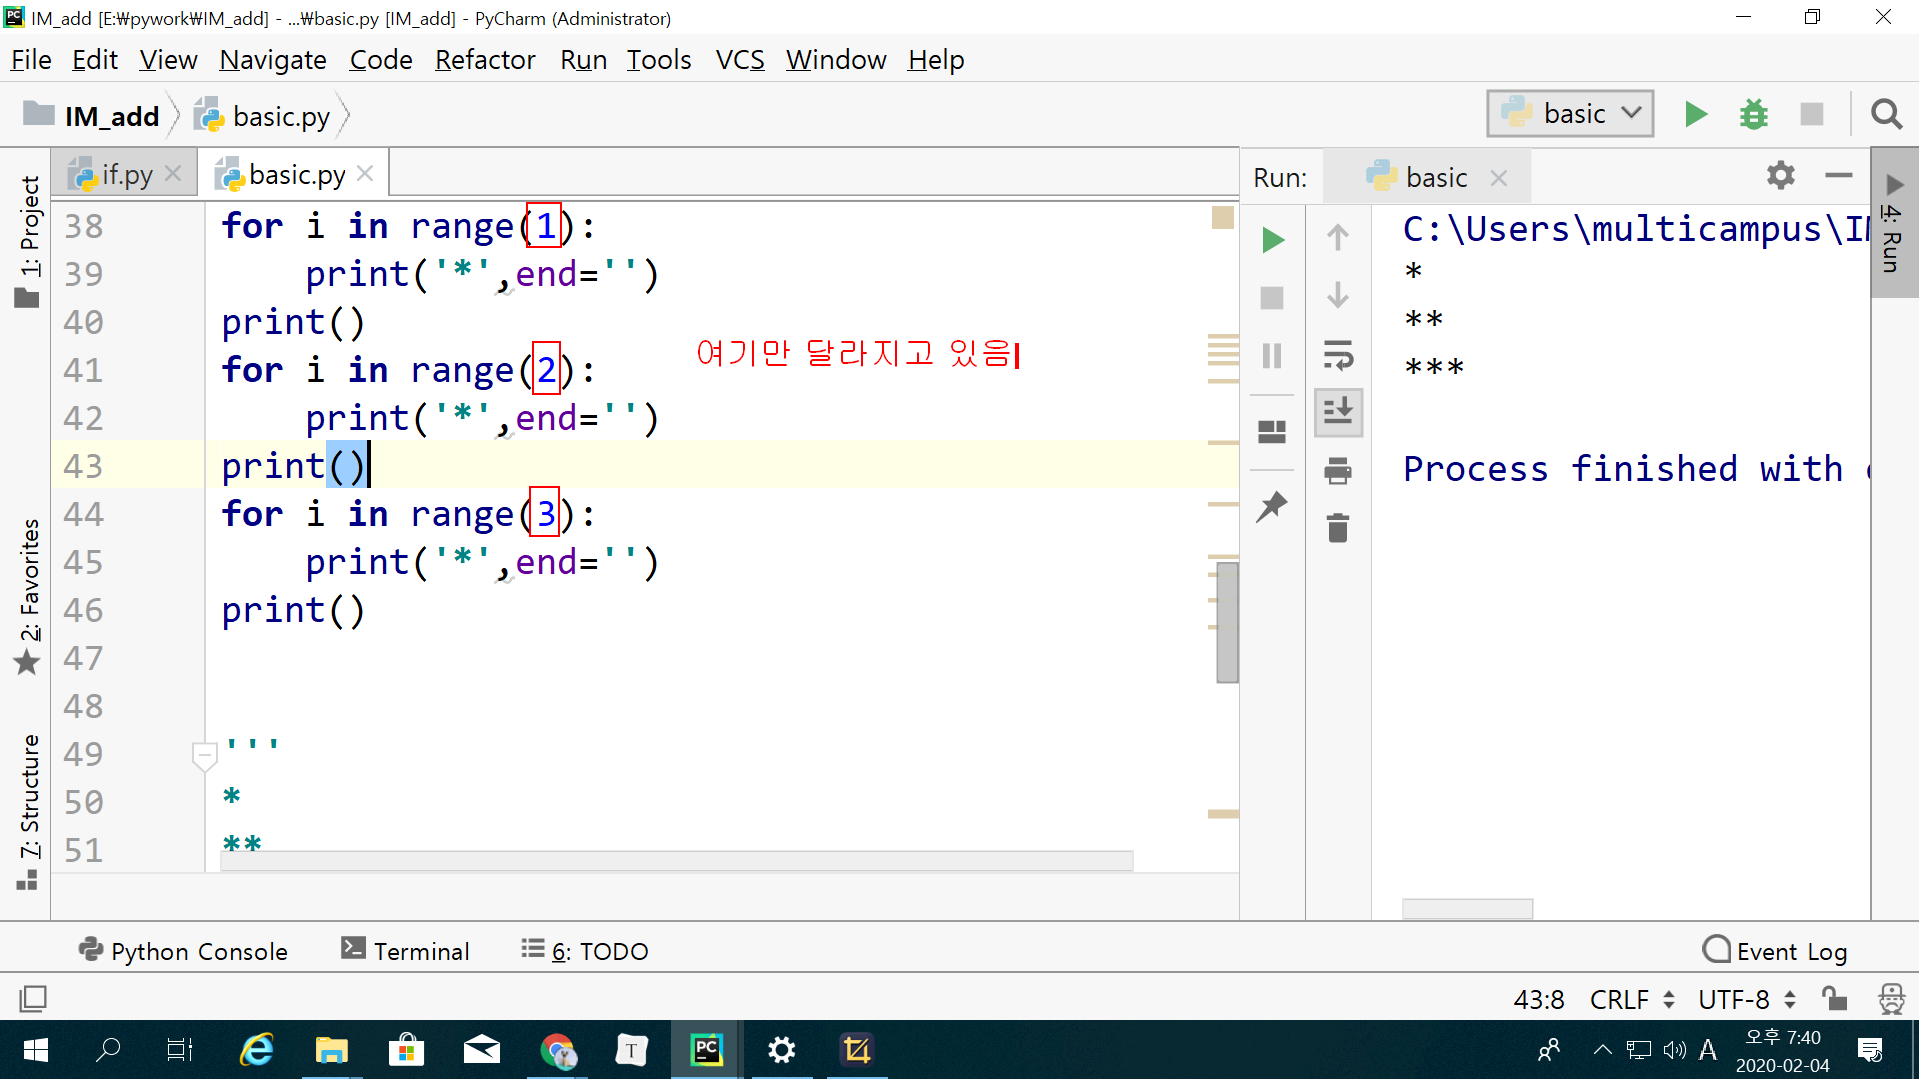 IM_add [E:₩pywork₩IM_add] - ...₩basic.py [IM_add] - PyCharm (Administrator)
File Edit View Navigate Code Refactor Run Tools VCS Window Help
IM_add basic.py basic
if.py basic.py
Run: basic
1: Project
2: Favorites
7: Structure
4: Run
38 for i in range(1):
39     print('*',end='')
40 print()
41 for i in range(2):
42     print('*',end='')
43 print()
44 for i in range(3):
45     print('*',end='')
46 print()
47
48
49 '''
50 *
51 **
여기만 달라지고 있음
C:\Users\multicampus\IM
*
**
***
Process finished with
Python Console Terminal 6: TODO Event Log
43:8 CRLF UTF-8
A 오후 7:40
2020-02-04